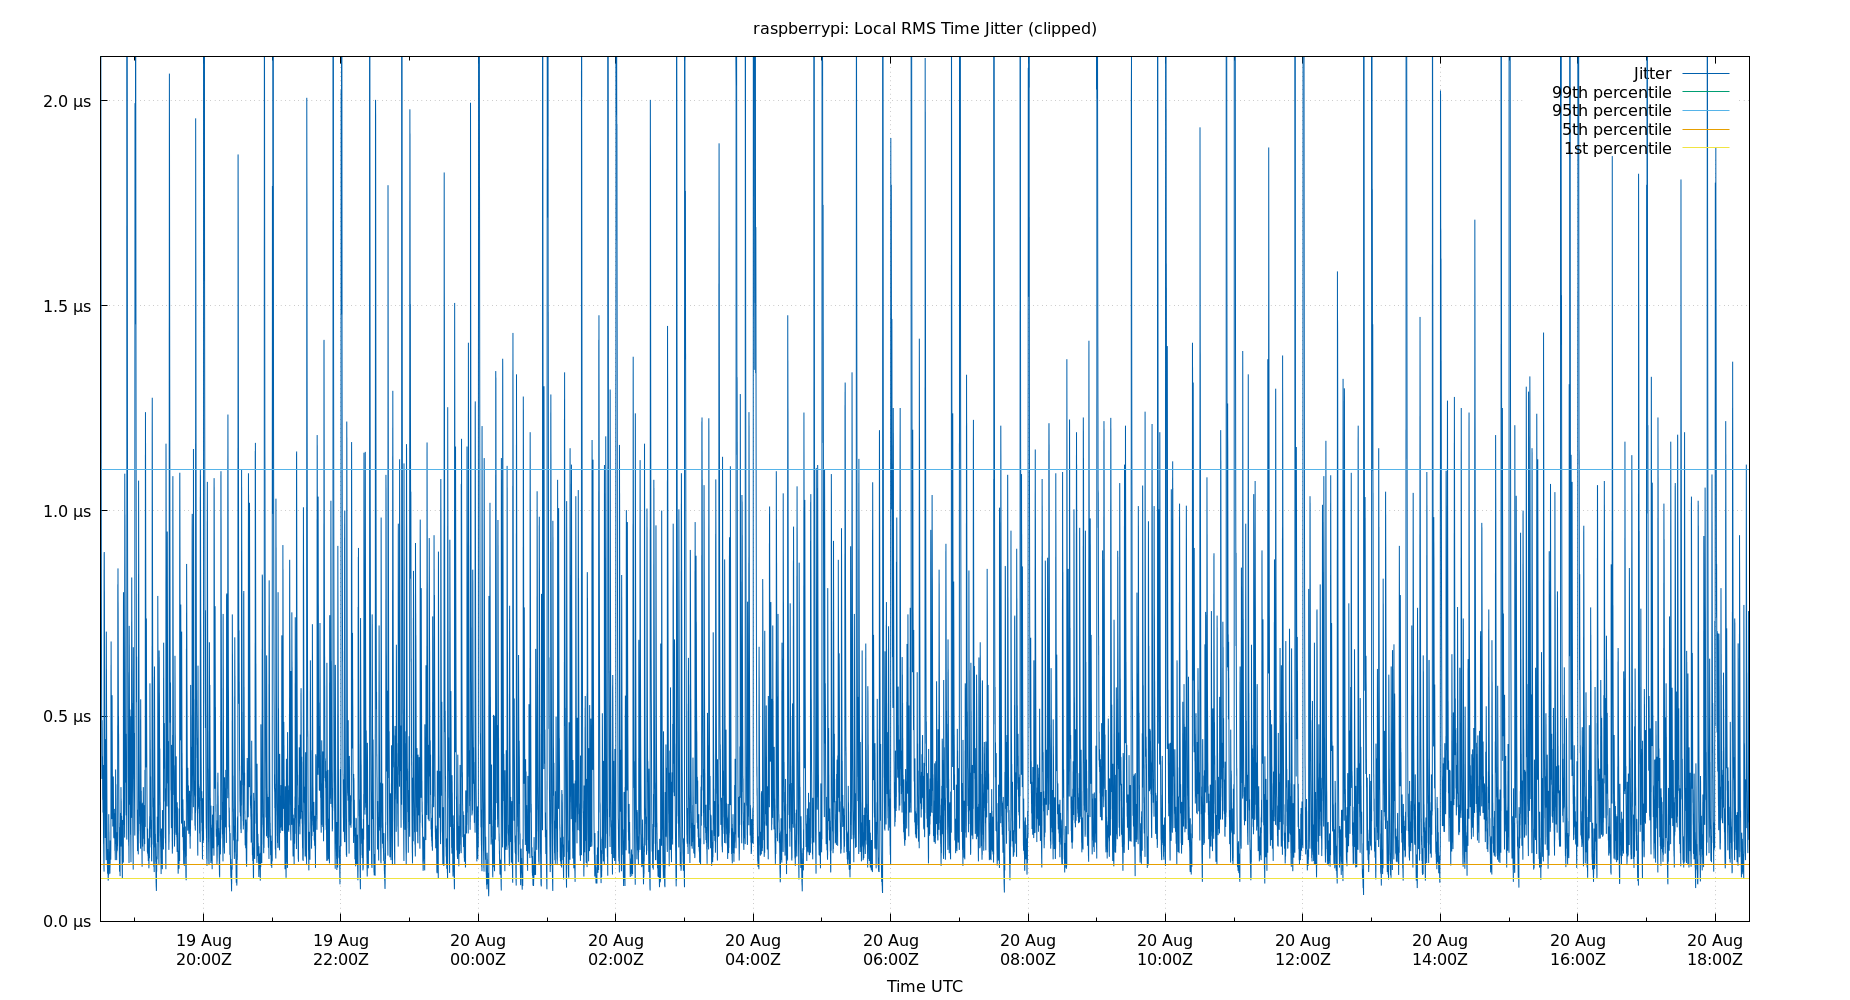 raspberrypi: Local RMS Time Jitter (clipped)
Jitter
99th percentile
95th percentile
5th percentile
1st percentile
2.0 µs
1.5 µs
1.0 µs
0.5 µs
0.0 µs
19 Aug 19 Aug 20 Aug 20 Aug 20 Aug 20 Aug 20 Aug 20 Aug 20 Aug 20 Aug 20 Aug 20 Aug
20:00Z 22:00Z 00:00Z 02:00Z 04:00Z 06:00Z 08:00Z 10:00Z 12:00Z 14:00Z 16:00Z 18:00Z
Time UTC